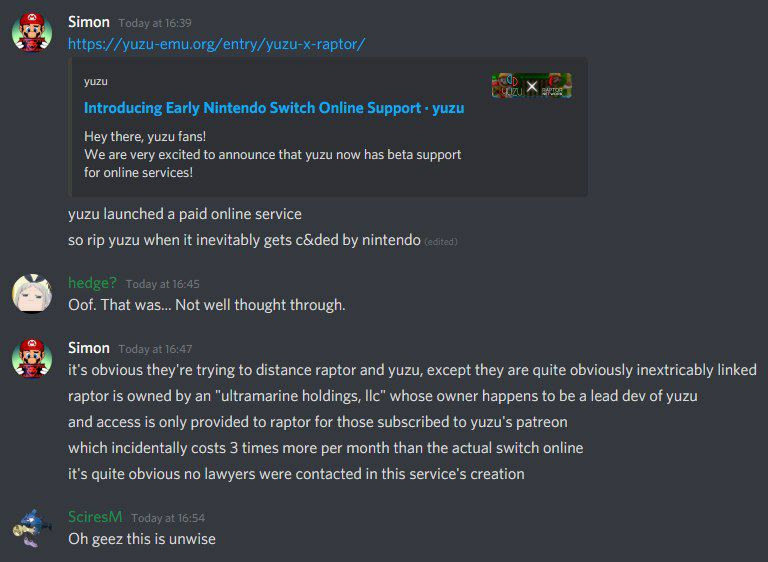 Simon Today at 16:39
https://yuzu-emu.org/entry/yuzu-x-raptor/
yuzu
Introducing Early Nintendo Switch Online Support - yuzu
Hey there, yuzu fans!
We are very excited to announce that yuzu now has beta support
for online services!
yuzu launched a paid online service
so rip yuzu when it inevitably gets c&ded by nintendo (edited)
hedge? Today at 16:45
Oof. That was... Not well thought through.
Simon Today at 16:47
it's obvious they're trying to distance raptor and yuzu, except they are quite obviously inextricably linked
raptor is owned by an "ultramarine holdings, llc" whose owner happens to be a lead dev of yuzu
and access is only provided to raptor for those subscribed to yuzu's patreon
which incidentally costs 3 times more per month than the actual switch online
it's quite obvious no lawyers were contacted in this service's creation
SciresM Today at 16:54
Oh geez this is unwise